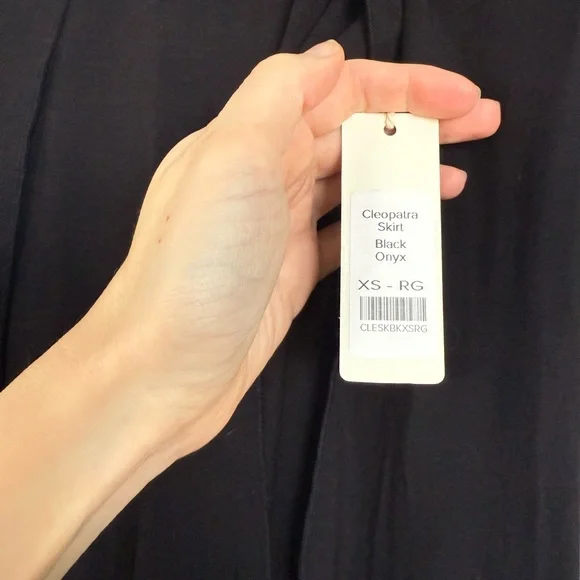 Cleopatra
Skirt
Black
Onyx
XS - RG
CLESKBKXSRG